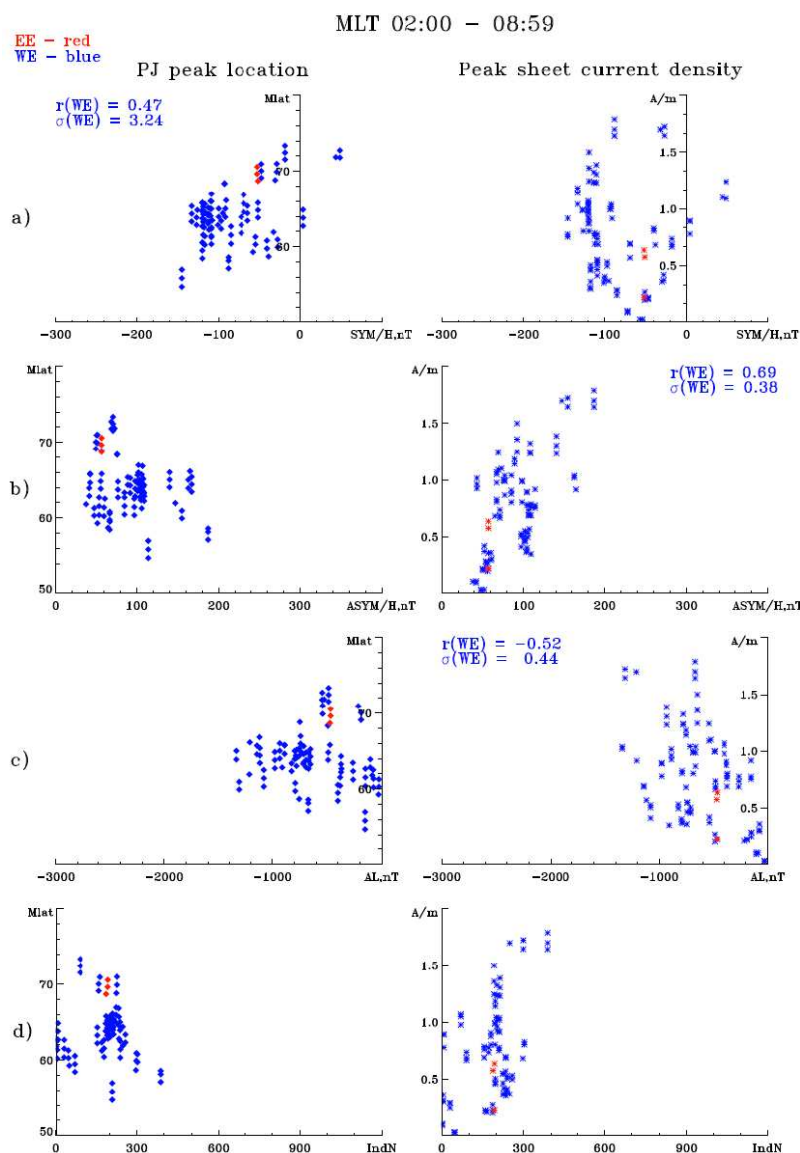 MLT 02:00 – 08:59
EE – red
WE – blue
PJ peak location
Peak sheet current density
a)
r(WE) = 0.47
σ(WE) = 3.24
Mlat
70
60
-300 -200 -100 0 SYM/H,nT
A/m
1.5
1.0
0.5
-300 -200 -100 0 SYM/H,nT
b)
Mlat
70
60
50
0 100 200 300 ASYM/H,nT
A/m
r(WE) = 0.69
σ(WE) = 0.38
1.5
1.0
0.5
0 100 200 300 ASYM/H,nT
c)
Mlat
70
60
-3000 -2000 -1000 AL,nT
r(WE) = -0.52
σ(WE) = 0.44
A/m
1.5
1.0
0.5
-3000 -2000 -1000 AL,nT
d)
Mlat
70
60
50
0 300 600 900 IndN
A/m
1.5
1.0
0.5
0 300 600 900 IndN